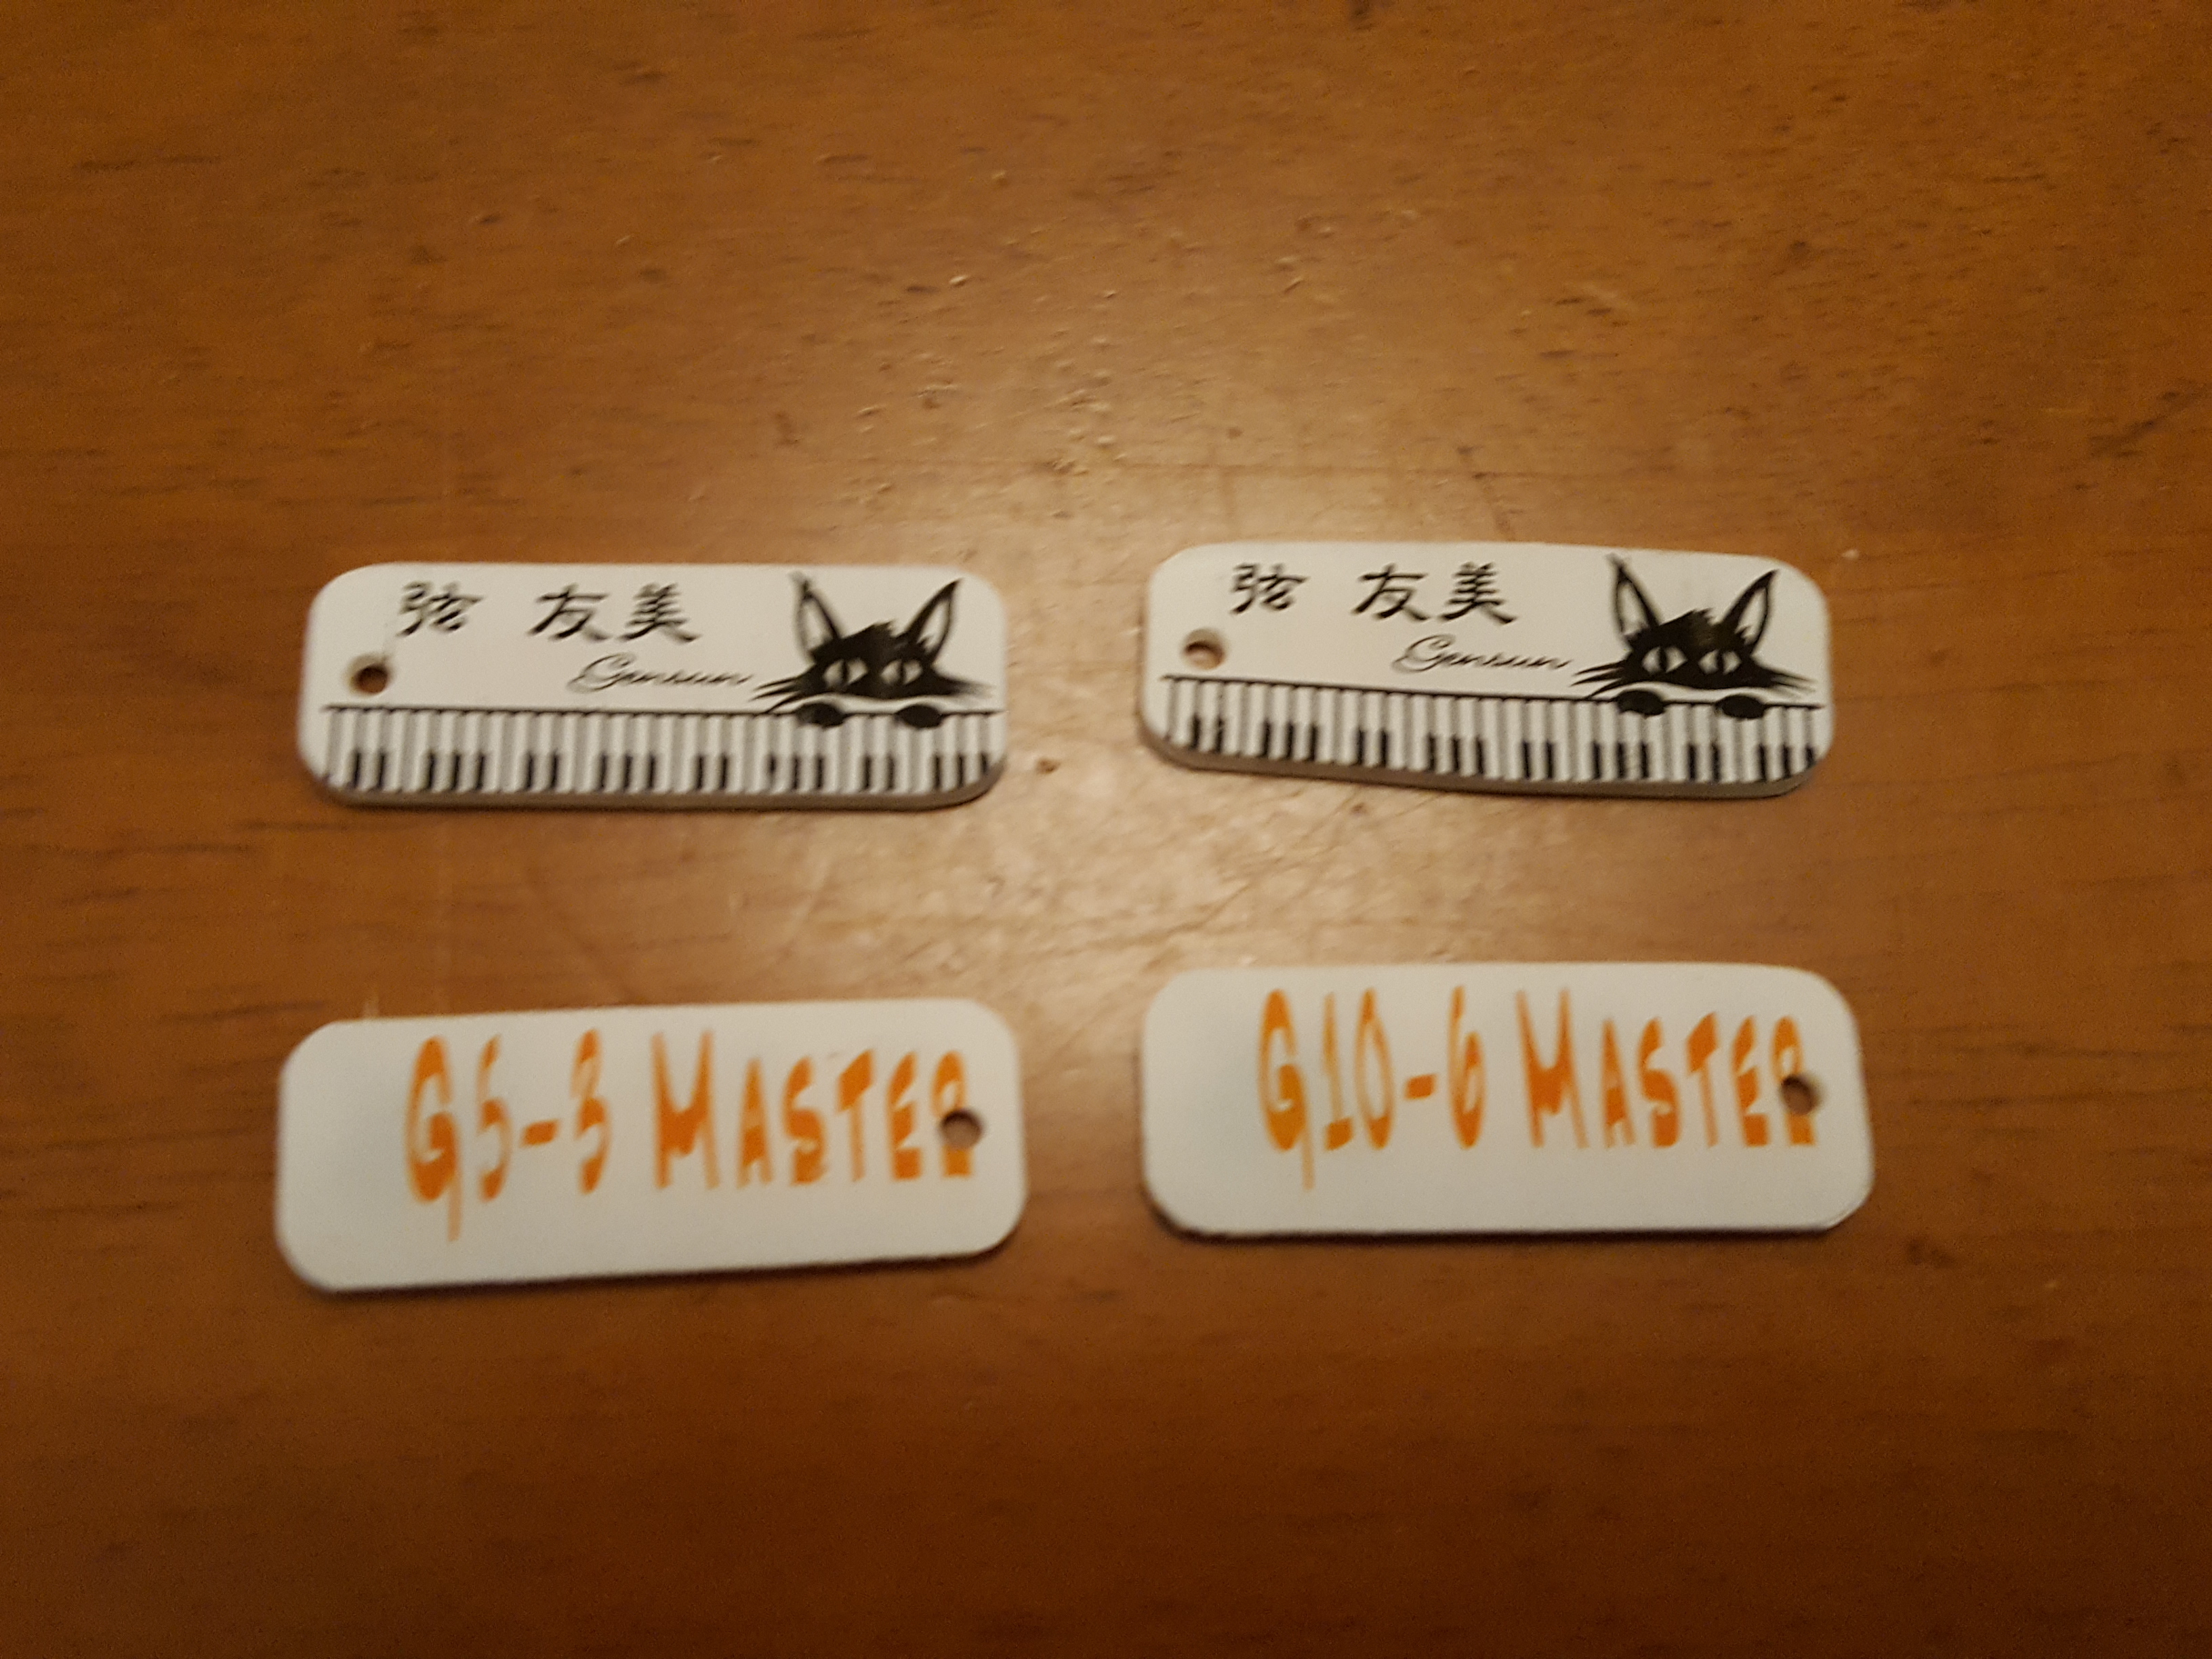 弦 友美
Gensun
弦 友美
Gensun
G5-3 MASTER
G10-6 MASTER